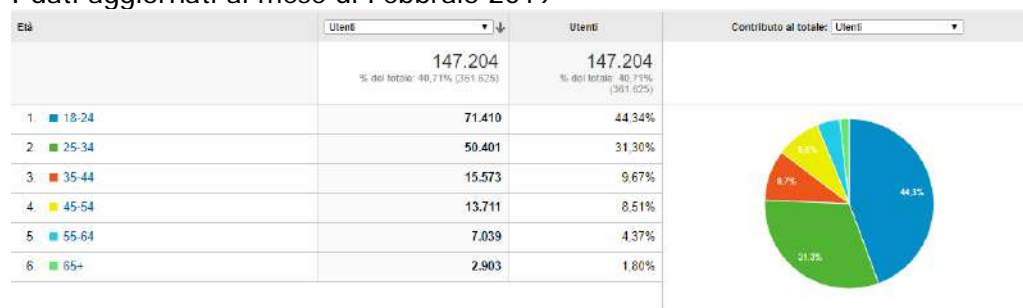 I dati aggiornati al mese di Febbraio 2019
Età Utenti Utenti Contributo al totale: Utenti
147.204 147.204
% del totale: 40,71% (361.625) % del totale: 40,71%
(361.625)
1. 18-24 71.410 44,34%
2. 25-34 50.401 31,30%
3. 35-44 15.573 9,67%
4. 45-54 13.711 8,51%
5. 55-64 7.039 4,37%
6. 65+ 2.903 1,80%
9,7%
44,3%
31,3%